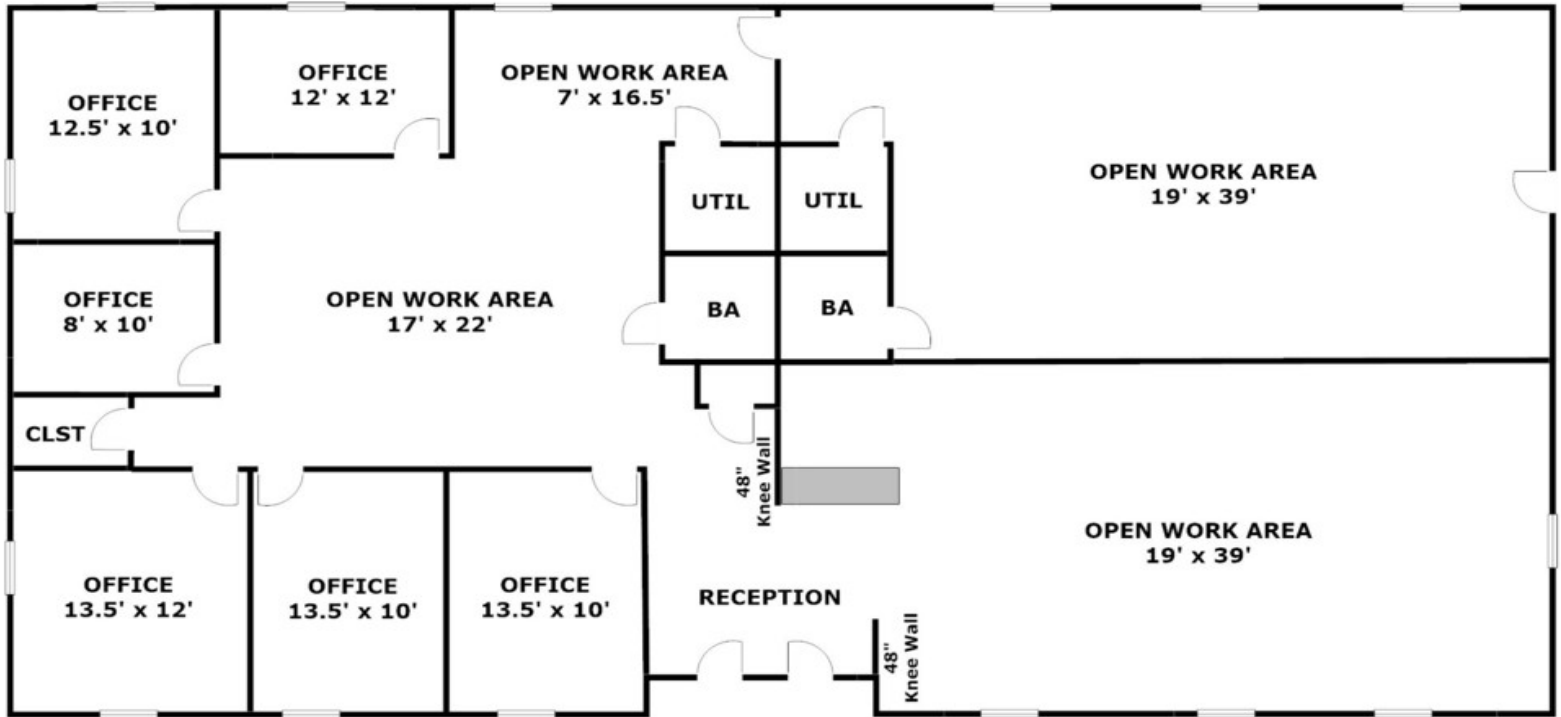 OFFICE
12.5' x 10'
OFFICE
12' x 12'
OPEN WORK AREA
7' x 16.5'
OPEN WORK AREA
19' x 39'
UTIL
UTIL
OFFICE
8' x 10'
OPEN WORK AREA
17' x 22'
BA
BA
CLST
48"
Knee Wall
OPEN WORK AREA
19' x 39'
OFFICE
13.5' x 12'
OFFICE
13.5' x 10'
OFFICE
13.5' x 10'
RECEPTION
48"
Knee Wall